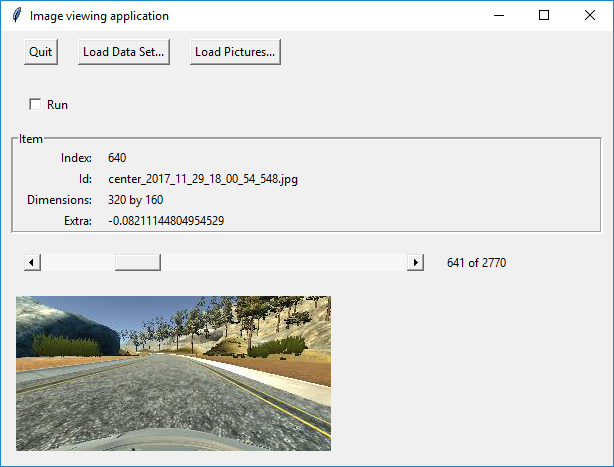 Image viewing application
Quit Load Data Set... Load Pictures...
Run
Item
Index: 640
Id: center_2017_11_29_18_00_54_548.jpg
Dimensions: 320 by 160
Extra: -0.08211144804954529
641 of 2770